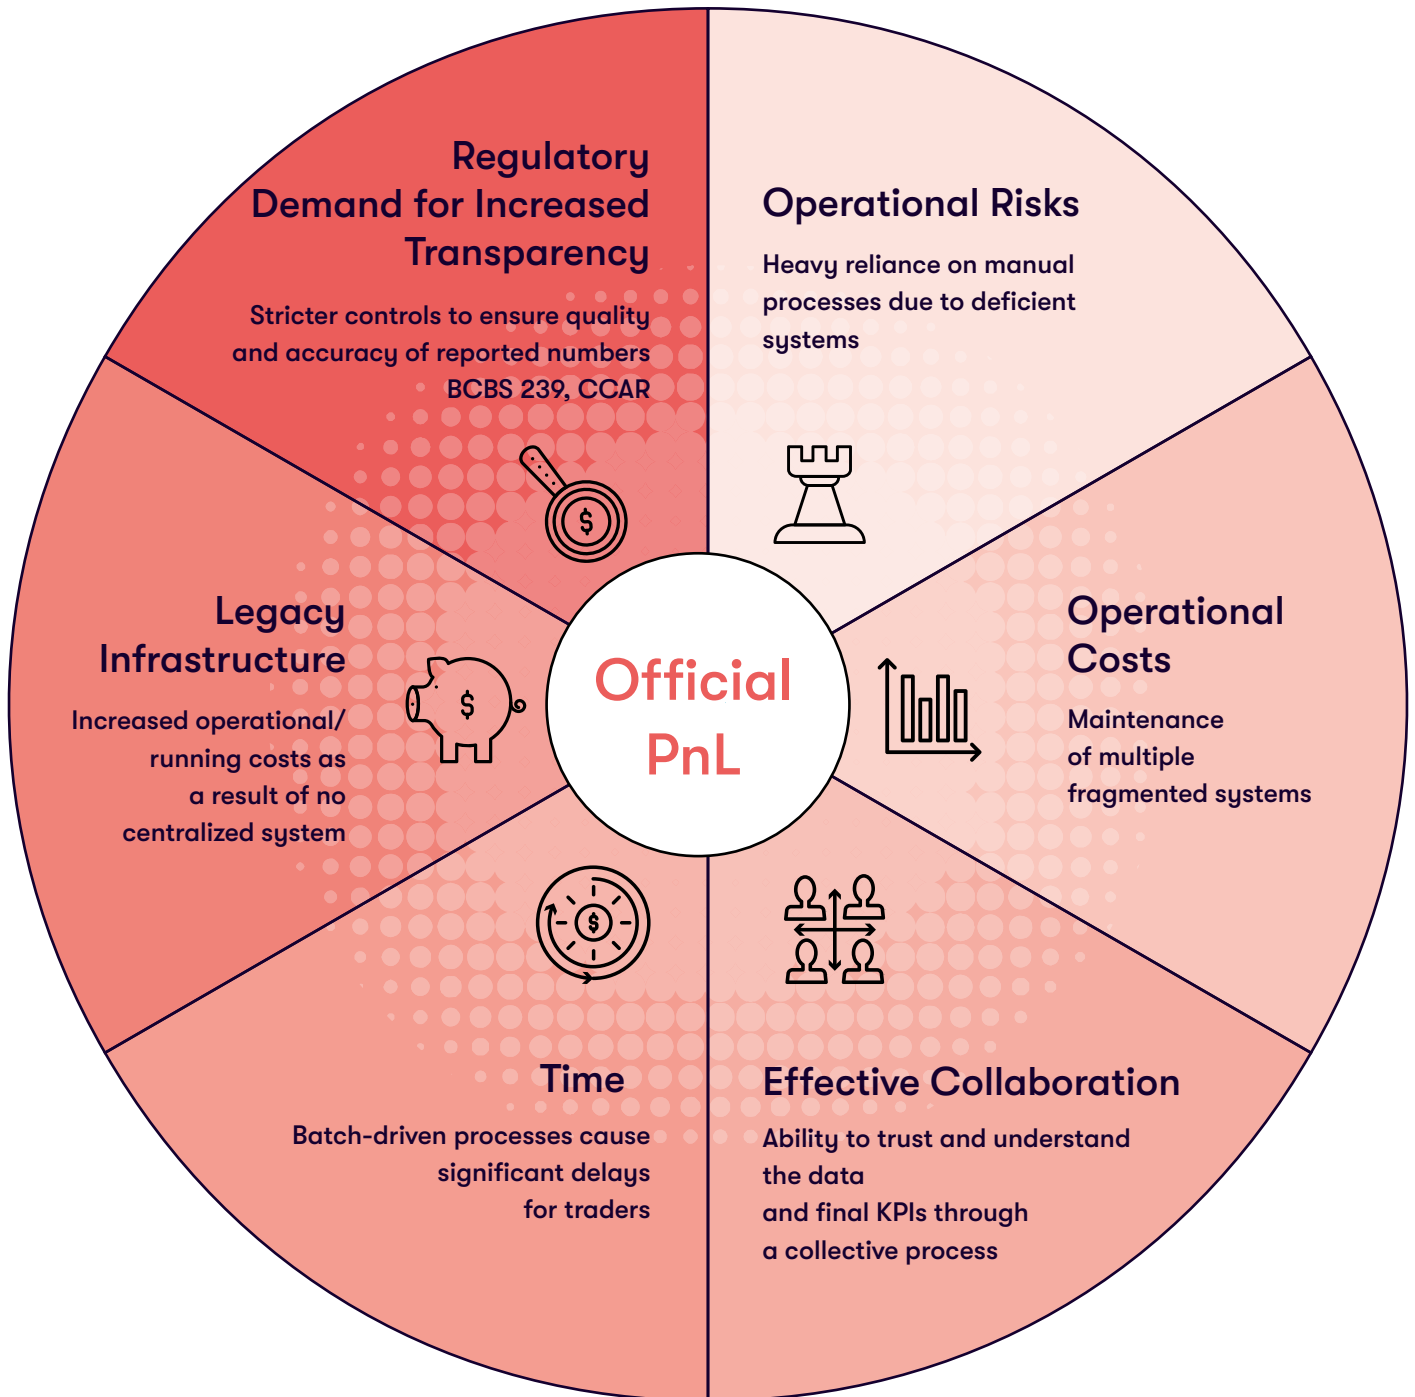 Regulatory
Demand for Increased
Transparency
Stricter controls to ensure quality
and accuracy of reported numbers
BCBS 239, CCAR
$
Operational Risks
Heavy reliance on manual
processes due to deficient
systems
Legacy
Infrastructure
Increased operational/
running costs as
a result of no
centralized system
$
Official
PnL
Operational
Costs
Maintenance
of multiple
fragmented systems
$
Time
Batch-driven processes cause
significant delays
for traders
Effective Collaboration
Ability to trust and understand
the data
and final KPIs through
a collective process